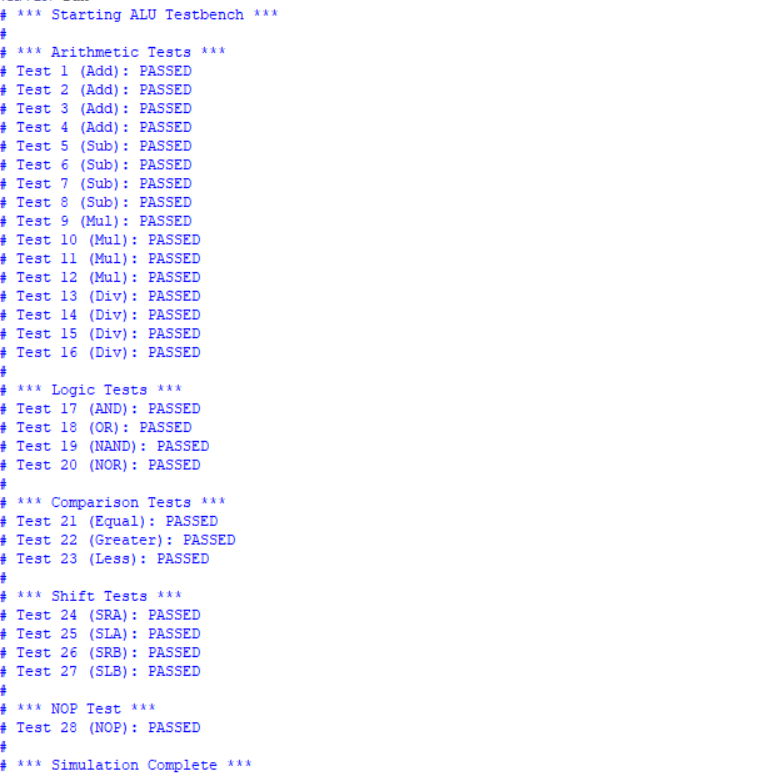 # *** Starting ALU Testbench ***
#
# *** Arithmetic Tests ***
# Test 1 (Add): PASSED
# Test 2 (Add): PASSED
# Test 3 (Add): PASSED
# Test 4 (Add): PASSED
# Test 5 (Sub): PASSED
# Test 6 (Sub): PASSED
# Test 7 (Sub): PASSED
# Test 8 (Sub): PASSED
# Test 9 (Mul): PASSED
# Test 10 (Mul): PASSED
# Test 11 (Mul): PASSED
# Test 12 (Mul): PASSED
# Test 13 (Div): PASSED
# Test 14 (Div): PASSED
# Test 15 (Div): PASSED
# Test 16 (Div): PASSED
#
# *** Logic Tests ***
# Test 17 (AND): PASSED
# Test 18 (OR): PASSED
# Test 19 (NAND): PASSED
# Test 20 (NOR): PASSED
#
# *** Comparison Tests ***
# Test 21 (Equal): PASSED
# Test 22 (Greater): PASSED
# Test 23 (Less): PASSED
#
# *** Shift Tests ***
# Test 24 (SRA): PASSED
# Test 25 (SLA): PASSED
# Test 26 (SRB): PASSED
# Test 27 (SLB): PASSED
#
# *** NOP Test ***
# Test 28 (NOP): PASSED
#
# *** Simulation Complete ***